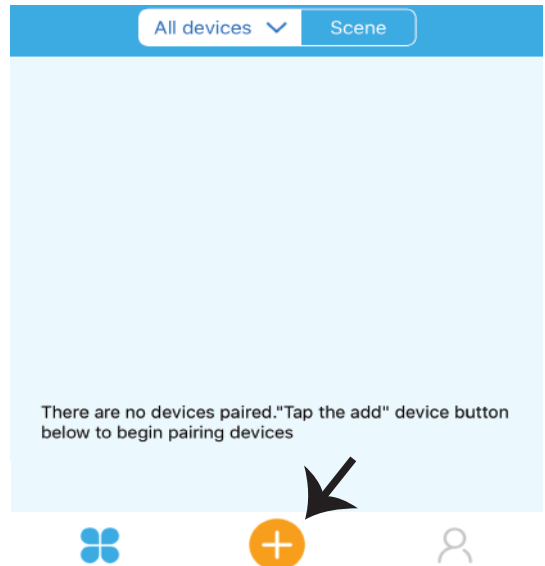 All devices Scene
There are no devices paired."Tap the add" device button
below to begin pairing devices